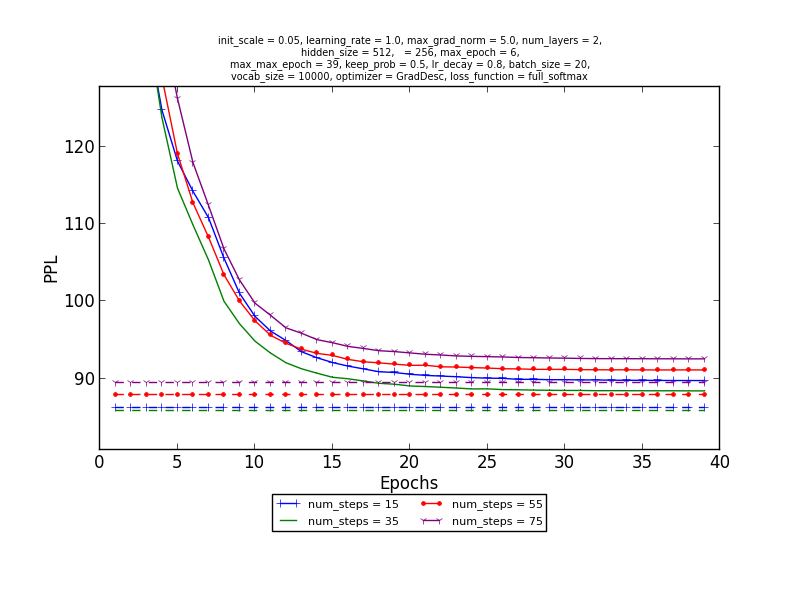 init_scale = 0.05, learning_rate = 1.0, max_grad_norm = 5.0, num_layers = 2,
hidden_size = 512,   = 256, max_epoch = 6,
max_max_epoch = 39, keep_prob = 0.5, lr_decay = 0.8, batch_size = 20,
vocab_size = 10000, optimizer = GradDesc, loss_function = full_softmax
120
110
100
90
PPL
0 5 10 15 20 25 30 35 40
Epochs
num_steps = 15 num_steps = 55
num_steps = 35 num_steps = 75